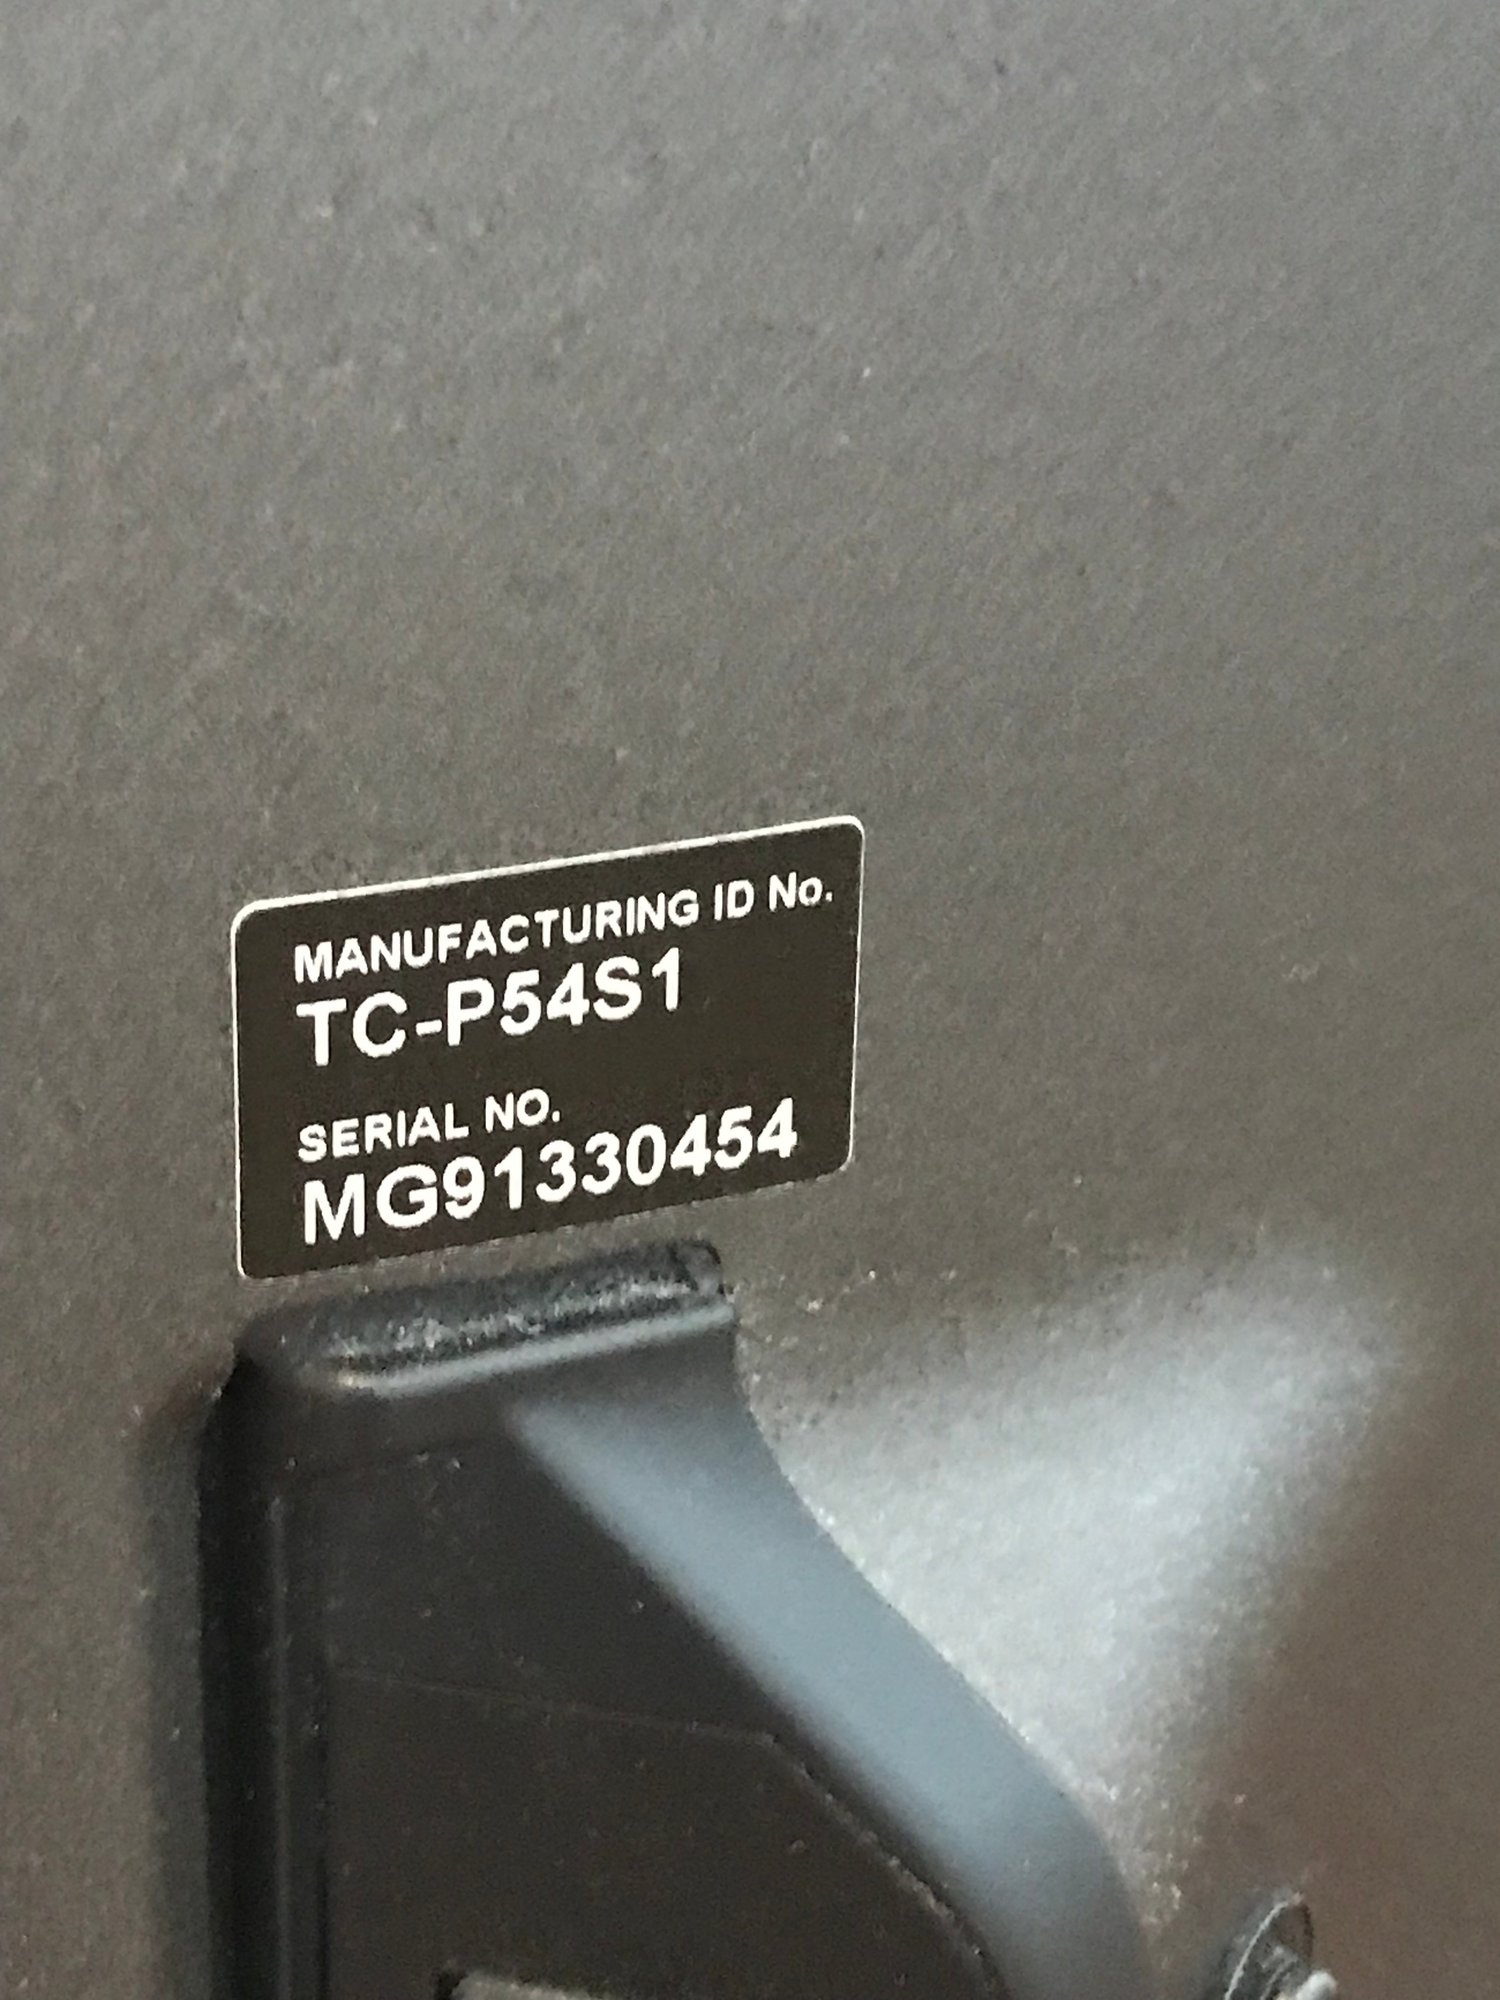 MANUFACTURING ID No.
TC-P54S1
SERIAL NO.
MG91330454